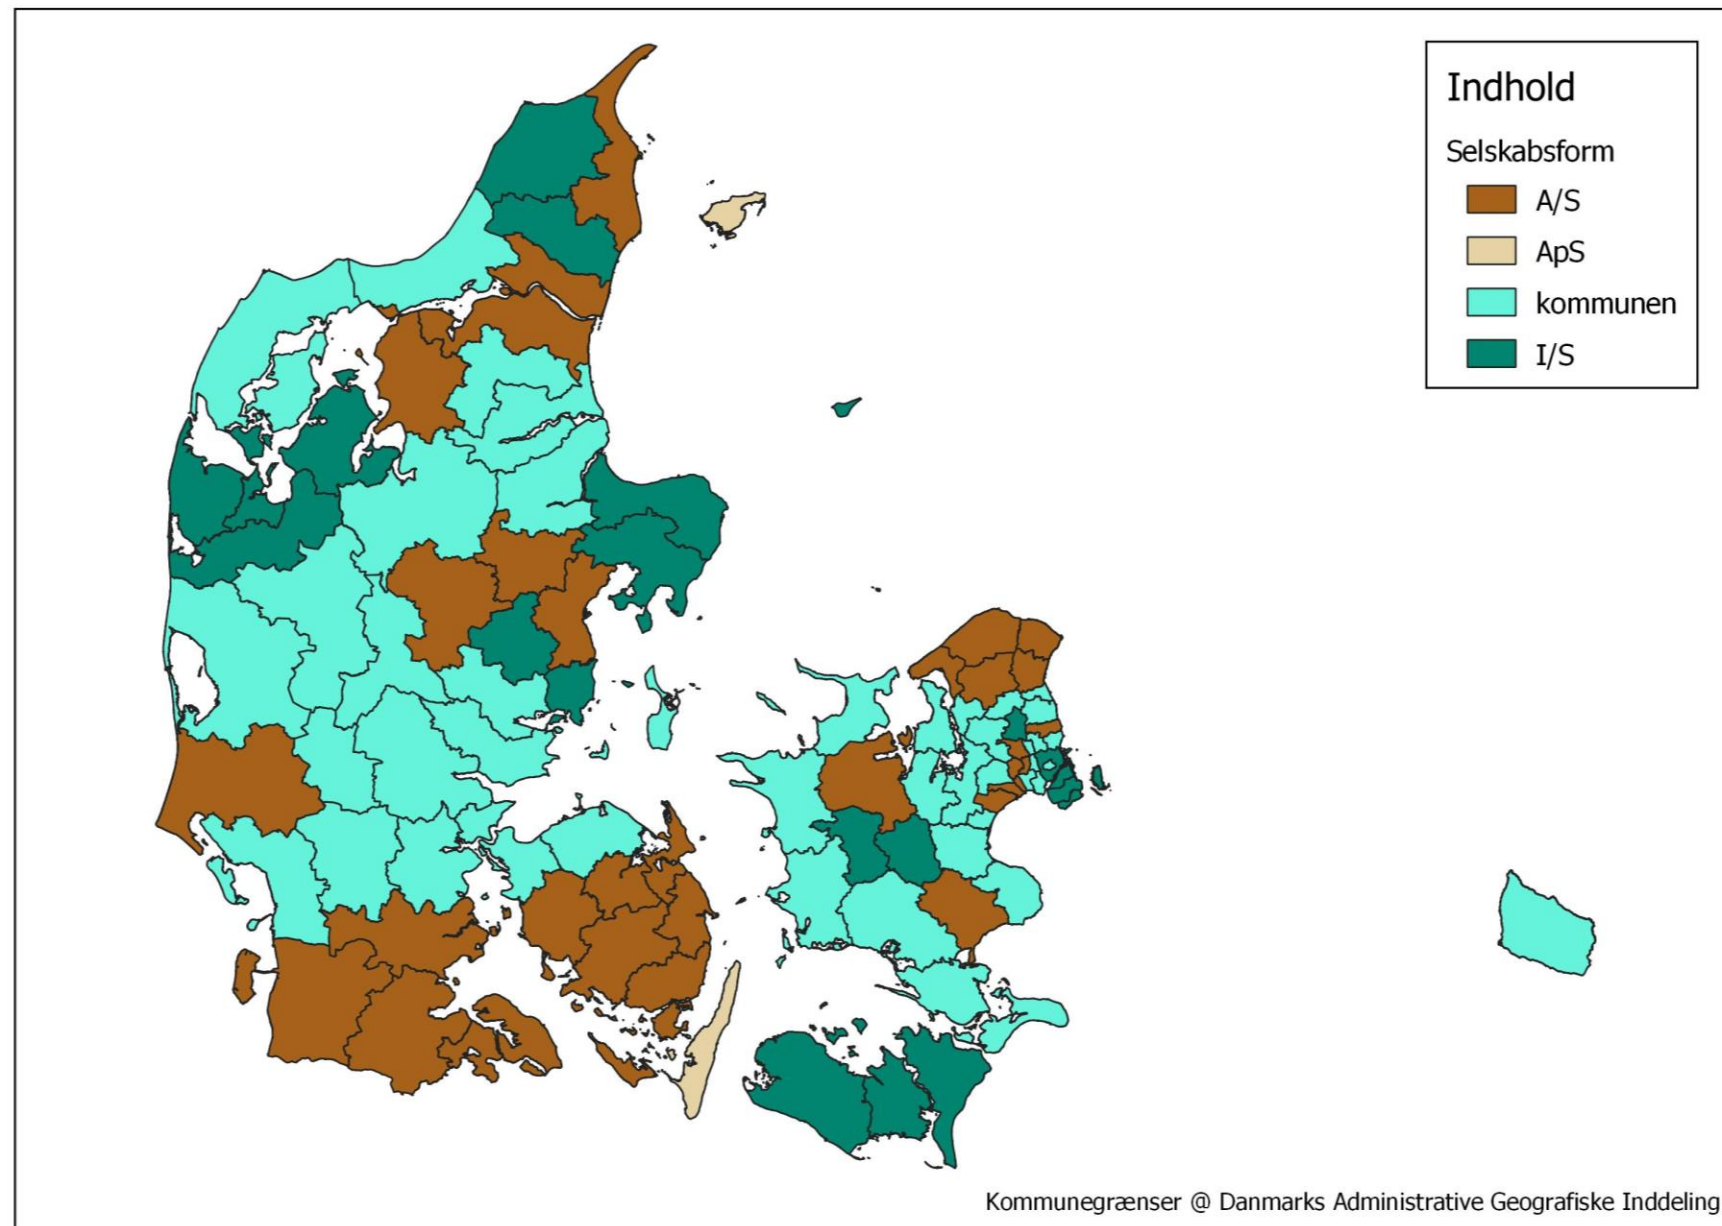 Indhold
Selskabsform
A/S
ApS
kommunen
I/S
Kommunegrænser @ Danmarks Administrative Geografiske Inddeling